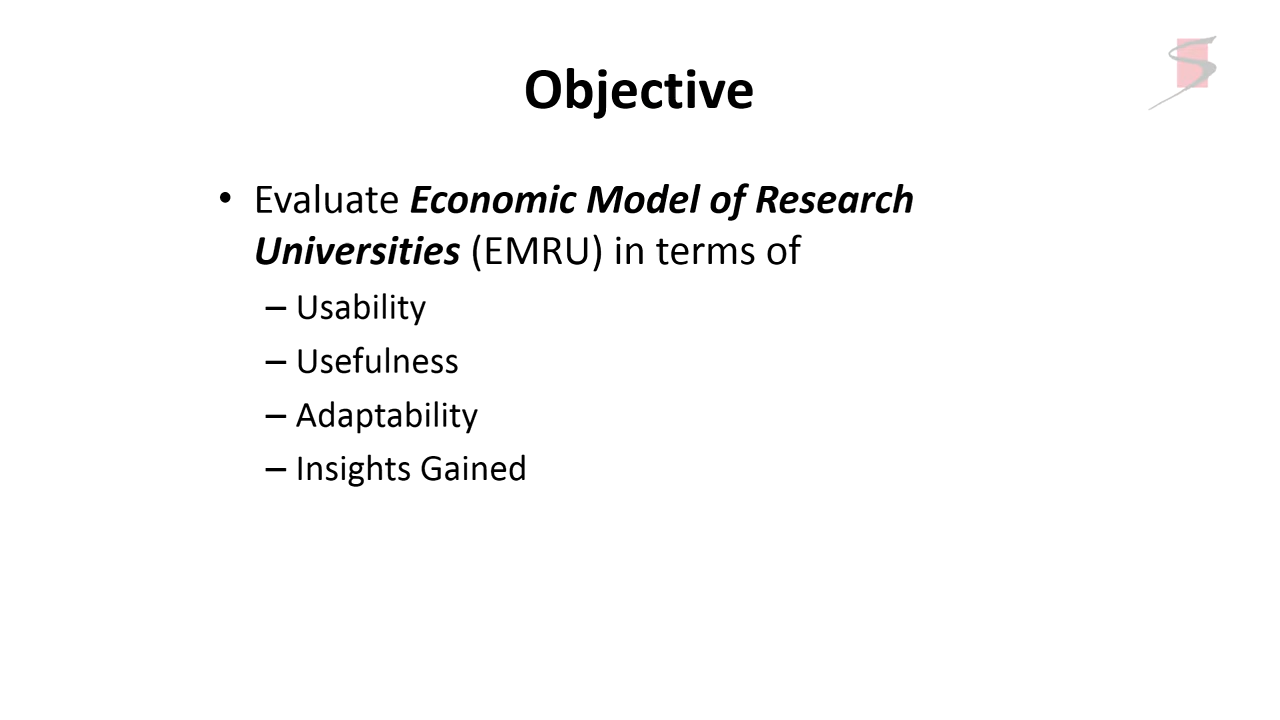 Objective
• Evaluate Economic Model of Research
Universities (EMRU) in terms of
– Usability
– Usefulness
– Adaptability
– Insights Gained